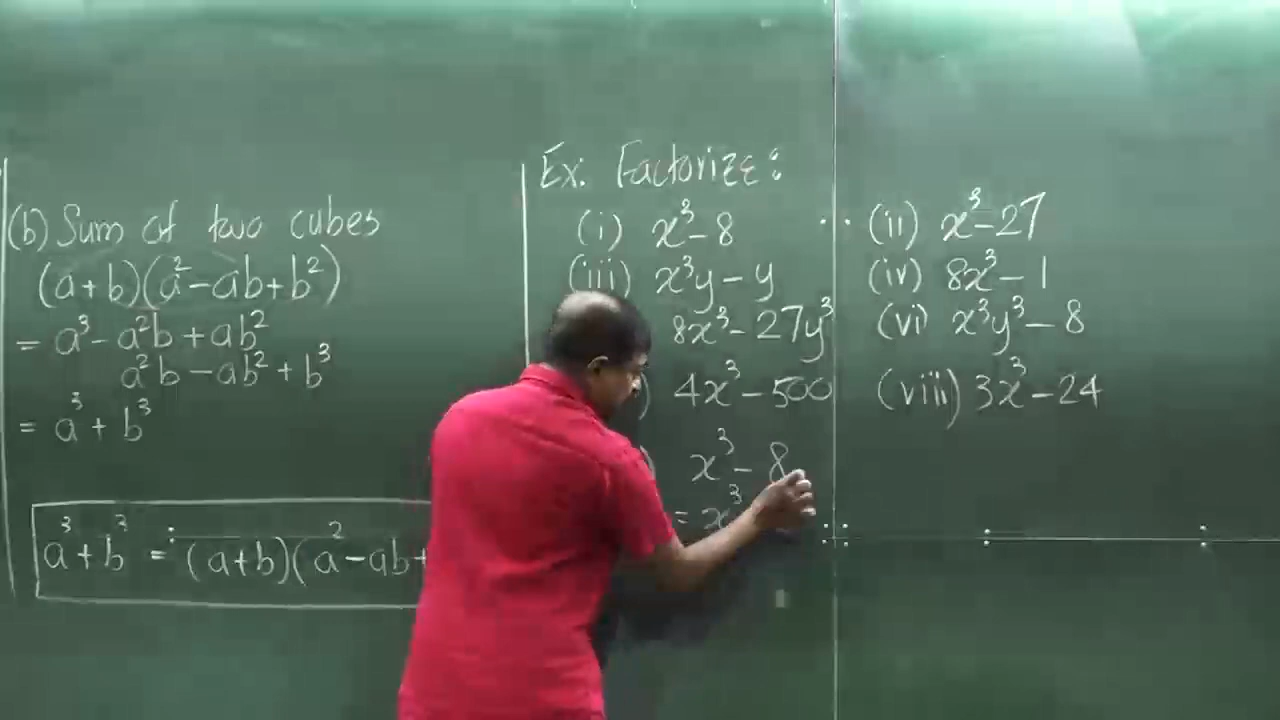 (b) Sum of two cubes
(a+b)(a²-ab+b²)
= a³ - a²b + ab²
a²b - ab² + b³
= a³ + b³
a³+b³ = (a+b)(a²-ab+
Ex. Factorize:
(i) x³-8
(ii) x³-27
(iii) x³y-y
(iv) 8x³-1
8x³-27y³
(vi) x³y³-8
) 4x³-500
(viii) 3x³-24
) x³-8
= x³